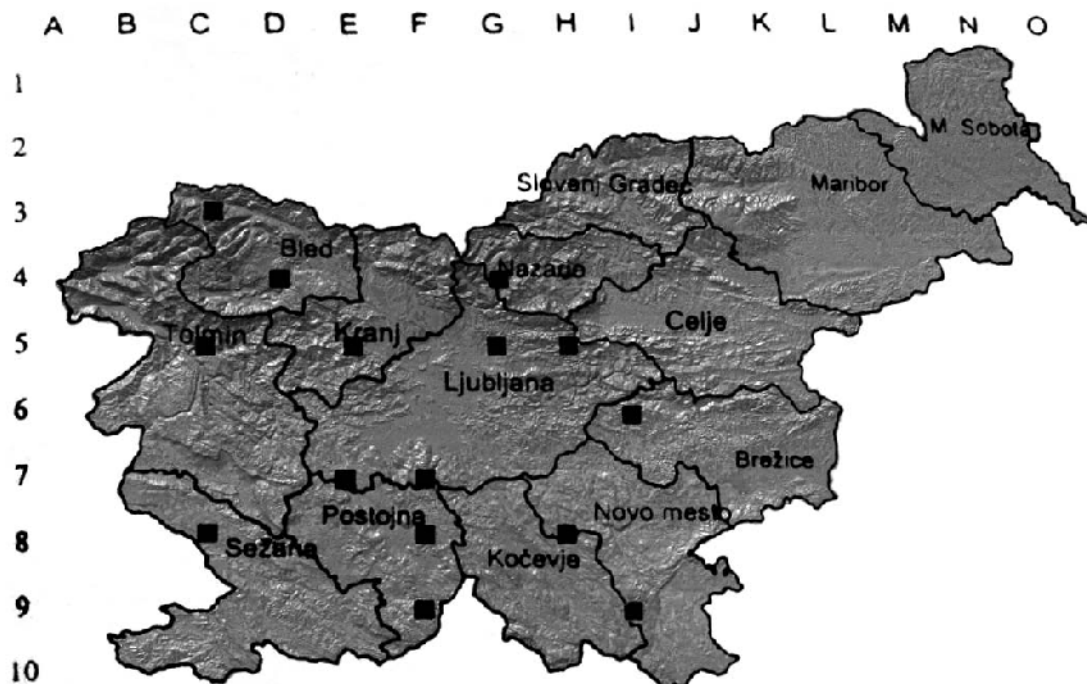 A B C D E F G H I J K L M N O
1
M. Sobota
2
Slovenj Gradec
Maribor
3
Bled
4
Nazado
Tolmin
Kranj
Celje
5
Ljubljana
6
Brežice
7
Postojna
Novo mesto
8
Sežana
Kočevje
9
10